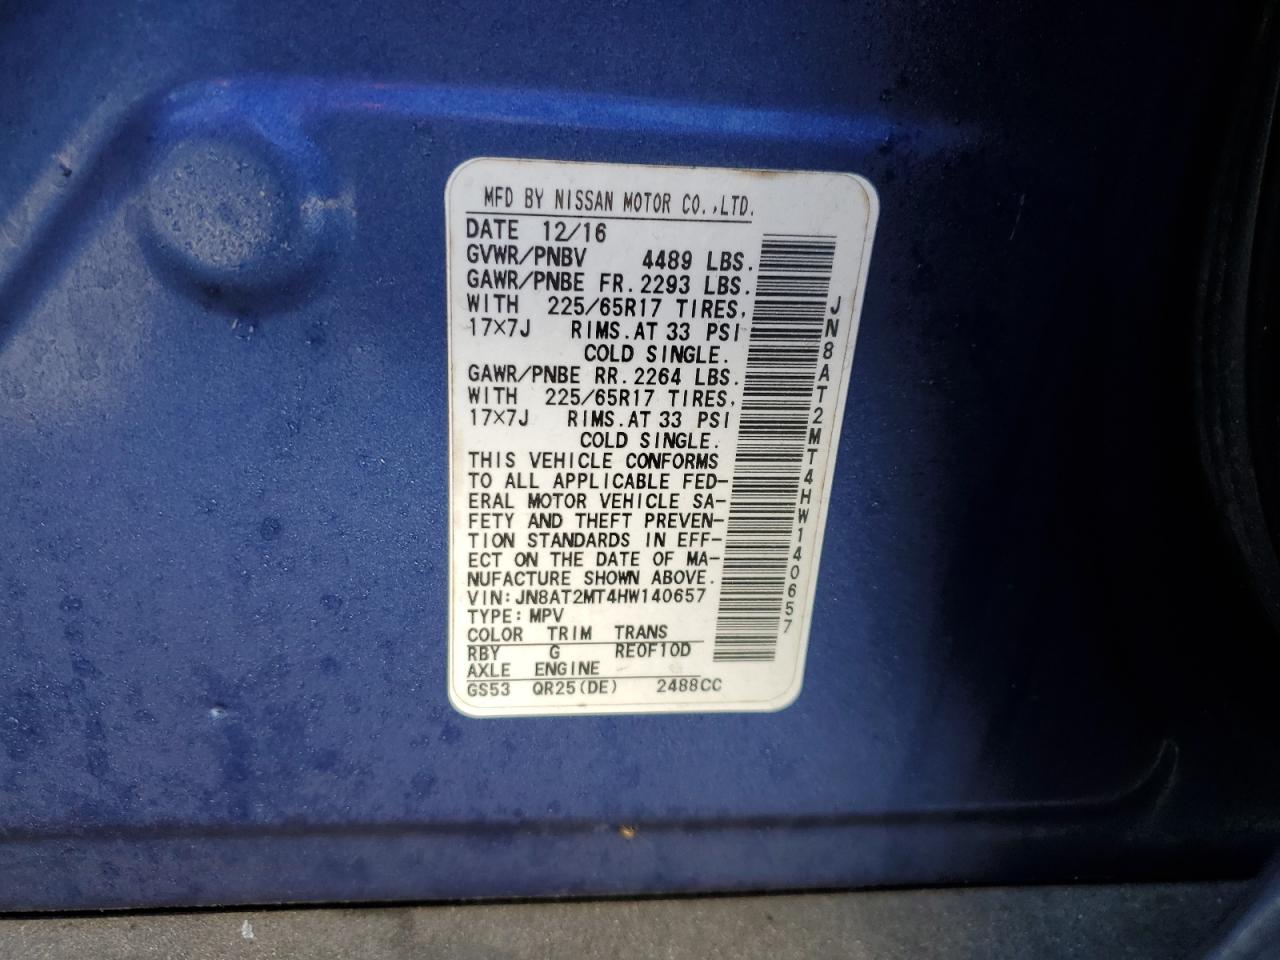 MFD BY NISSAN MOTOR CO.,LTD.
DATE 12/16
GVWR/PNBV 4489 LBS.
GAWR/PNBE FR. 2293 LBS.
WITH 225/65R17 TIRES,
17×7J RIMS.AT 33 PSI
COLD SINGLE.
GAWR/PNBE RR. 2264 LBS.
WITH 225/65R17 TIRES,
17×7J RIMS.AT 33 PSI
COLD SINGLE.
THIS VEHICLE CONFORMS
TO ALL APPLICABLE FED-
ERAL MOTOR VEHICLE SA-
FETY AND THEFT PREVEN-
TION STANDARDS IN EFF-
ECT ON THE DATE OF MA-
NUFACTURE SHOWN ABOVE.
VIN:JN8AT2MT4HW140657
TYPE:MPV
COLOR TRIM TRANS
RBY G RE0F10D
AXLE ENGINE
GS53 QR25(DE) 2488CC
JN8AT2MT4HW140657